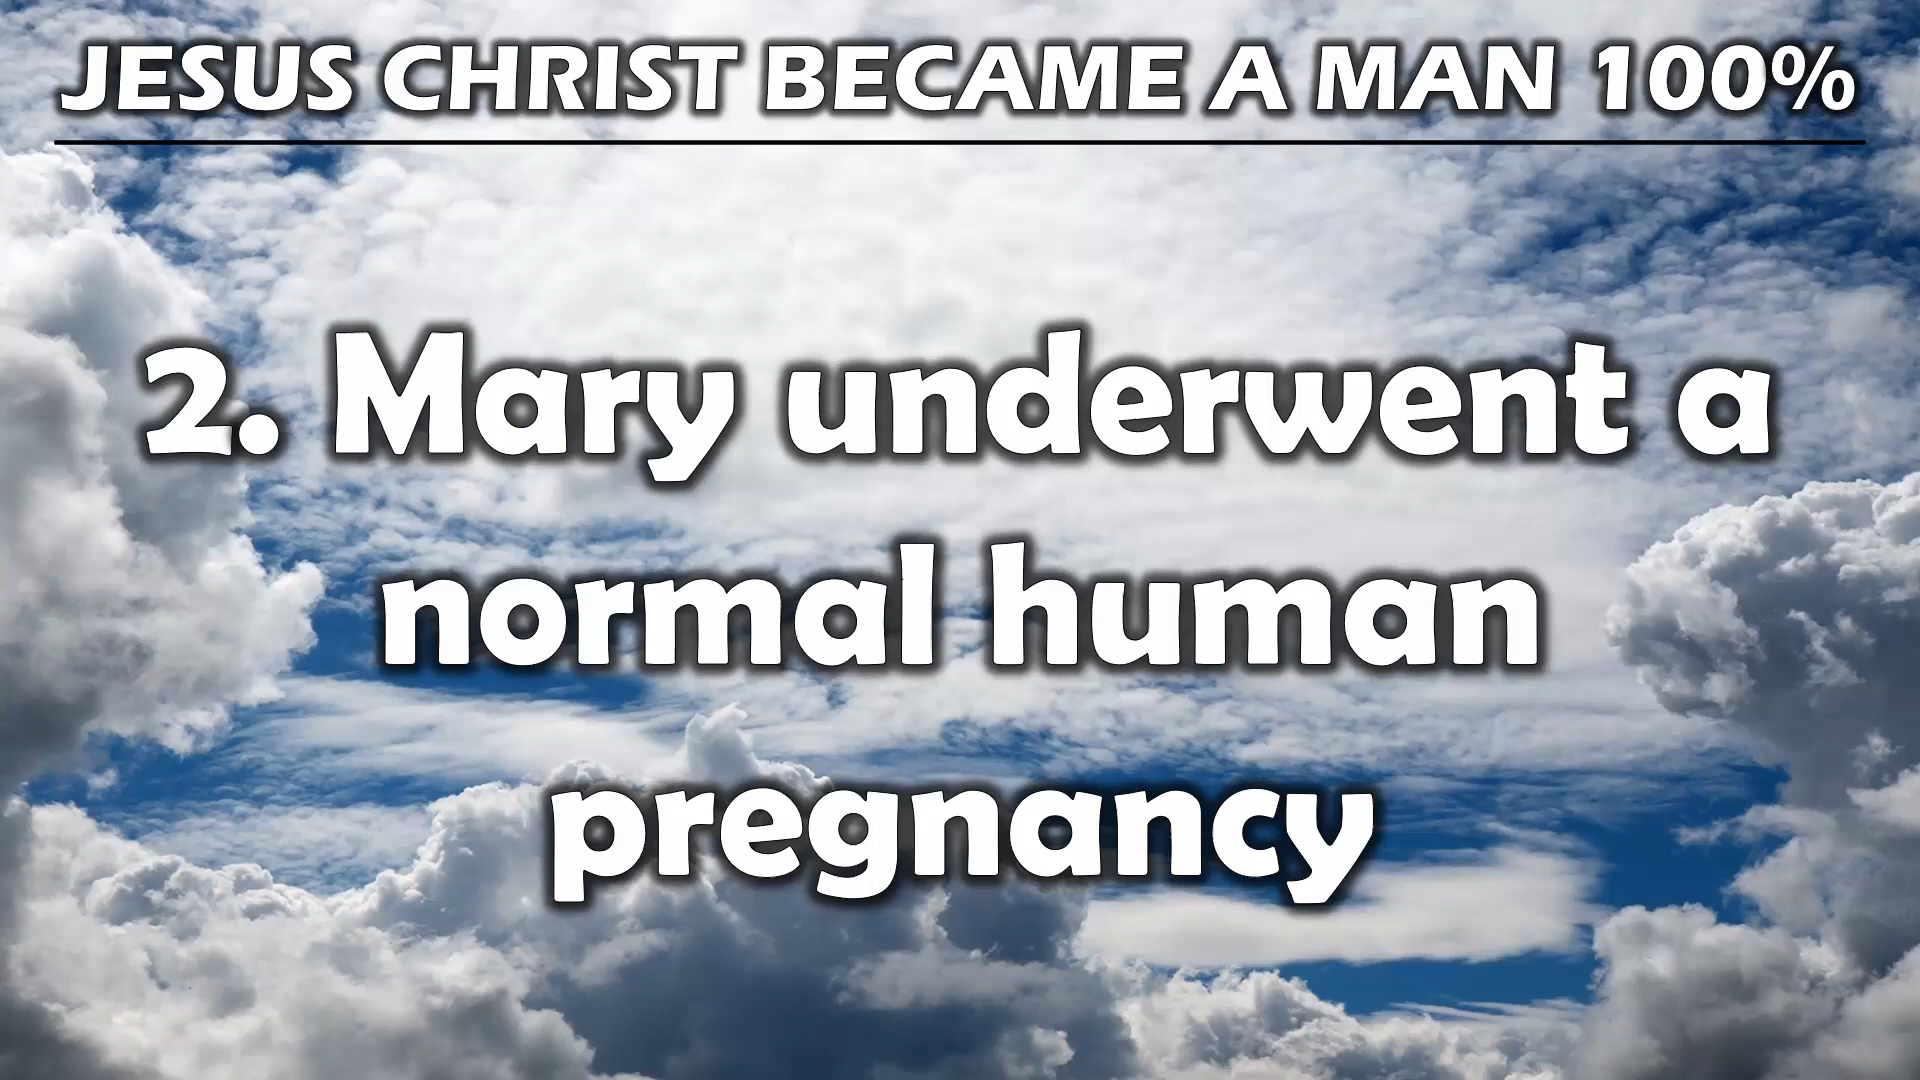 JESUS CHRIST BECAME A MAN 100%
2. Mary underwent a
normal human
pregnancy